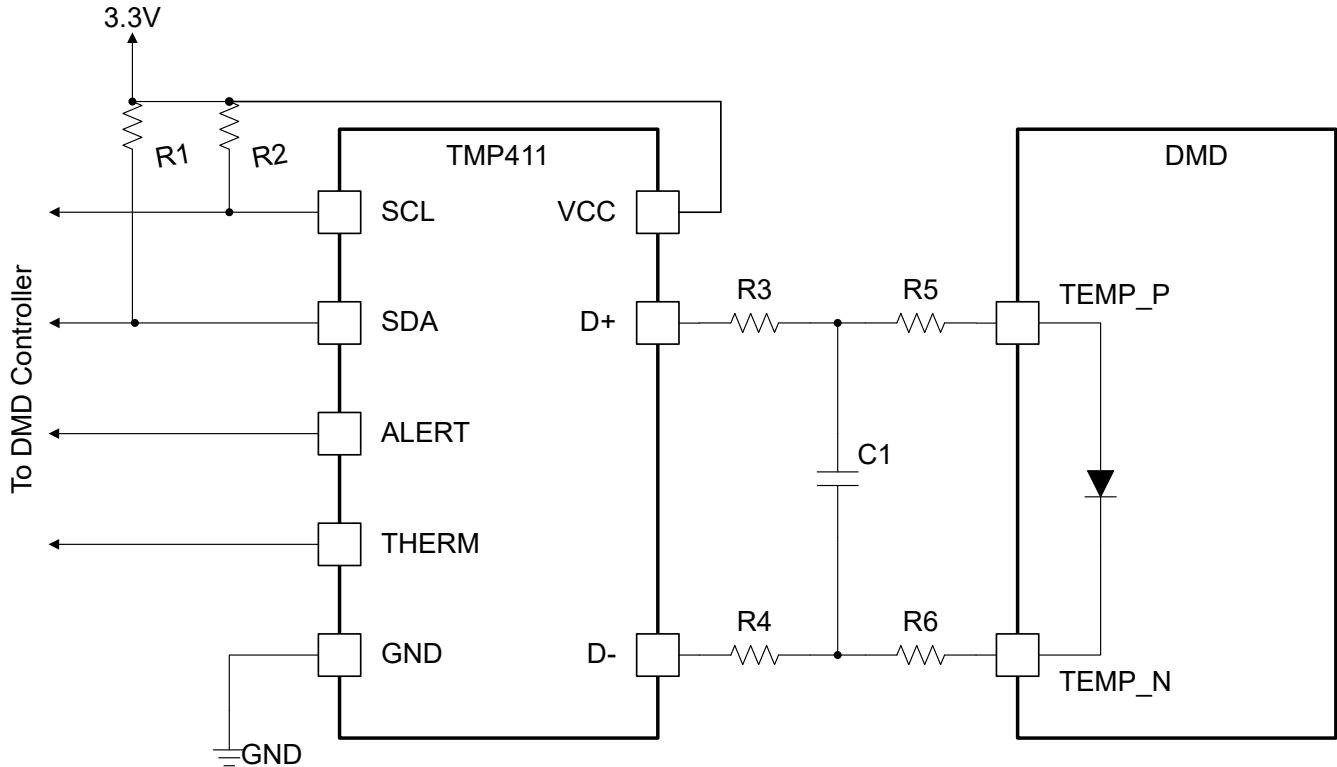 3.3V
R1
R2
TMP411
DMD
SCL
VCC
To DMD Controller
SDA
D+
R3
R5
TEMP_P
ALERT
C1
THERM
GND
D-
R4
R6
TEMP_N
GND